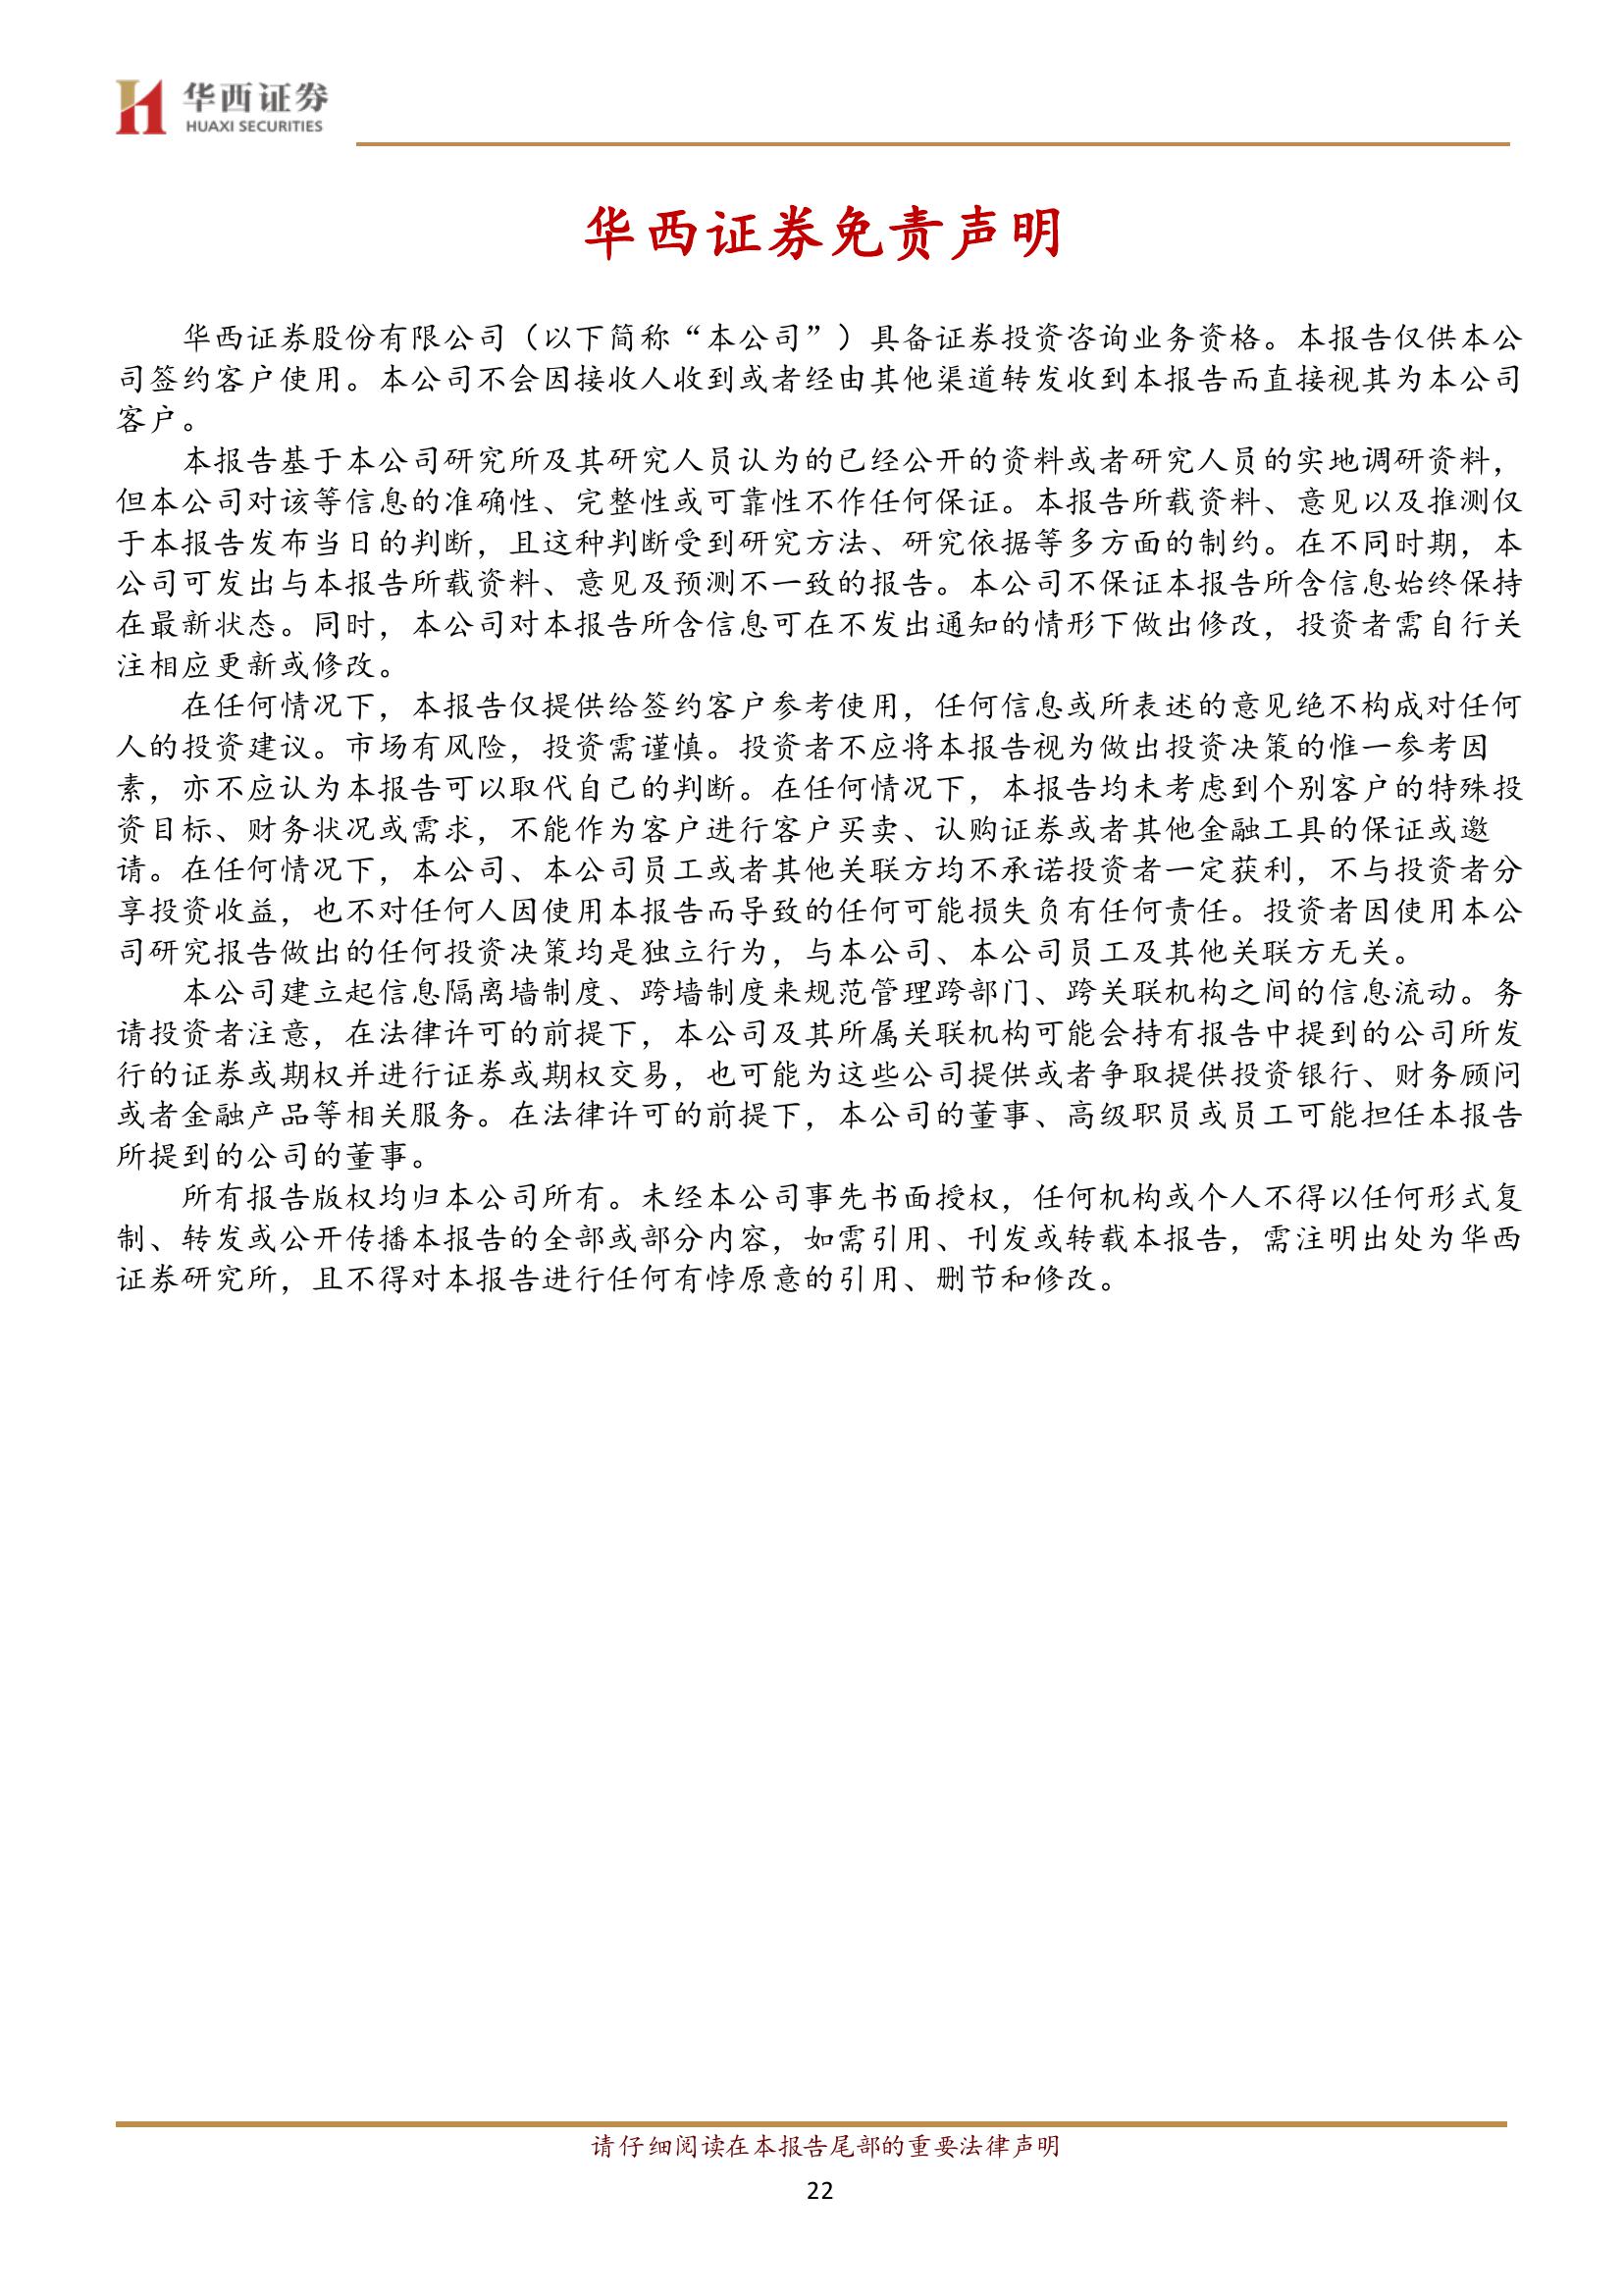 华西证券
HUAXI SECURITIES
华西证券免责声明
华西证券股份有限公司（以下简称“本公司”）具备证券投资咨询业务资格。本报告仅供本公
司签约客户使用。本公司不会因接收人收到或者经由其他渠道转发收到本报告而直接视其为本公司
客户。
本报告基于本公司研究所及其研究人员认为的已经公开的资料或者研究人员的实地调研资料，
但本公司对该等信息的准确性、完整性或可靠性不作任何保证。本报告所载资料、意见以及推测仅
于本报告发布当日的判断，且这种判断受到研究方法、研究依据等多方面的制约。在不同时期，本
公司可发出与本报告所载资料、意见及预测不一致的报告。本公司不保证本报告所含信息始终保持
在最新状态。同时，本公司对本报告所含信息可在不发出通知的情形下做出修改，投资者需自行关
注相应更新或修改。
在任何情况下，本报告仅提供给签约客户参考使用，任何信息或所表述的意见绝不构成对任何
人的投资建议。市场有风险，投资需谨慎。投资者不应将本报告视为做出投资决策的惟一参考因
素，亦不应认为本报告可以取代自己的判断。在任何情况下，本报告均未考虑到个别客户的特殊投
资目标、财务状况或需求，不能作为客户进行客户买卖、认购证券或者其他金融工具的保证或邀
请。在任何情况下，本公司、本公司员工或者其他关联方均不承诺投资者一定获利，不与投资者分
享投资收益，也不对任何人因使用本报告而导致的任何可能损失负有任何责任。投资者因使用本公
司研究报告做出的任何投资决策均是独立行为，与本公司、本公司员工及其他关联方无关。
本公司建立起信息隔离墙制度、跨墙制度来规范管理跨部门、跨关联机构之间的信息流动。务
请投资者注意，在法律许可的前提下，本公司及其所属关联机构可能会持有报告中提到的公司所发
行的证券或期权并进行证券或期权交易，也可能为这些公司提供或者争取提供投资银行、财务顾问
或者金融产品等相关服务。在法律许可的前提下，本公司的董事、高级职员或员工可能担任本报告
所提到的公司的董事。
所有报告版权均归本公司所有。未经本公司事先书面授权，任何机构或个人不得以任何形式复
制、转发或公开传播本报告的全部或部分内容，如需引用、刊发或转载本报告，需注明出处为华西
证券研究所，且不得对本报告进行任何有悖原意的引用、删节和修改。
请仔细阅读在本报告尾部的重要法律声明
22